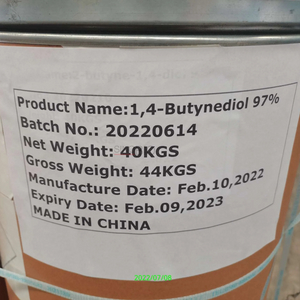 Product Name:1,4-Butynediol 97%
Batch No.: 20220614
Net Weight: 40KGS
Gross Weight: 44KGS
Manufacture Date: Feb.10,2022
Expiry Date: Feb.09,2023
MADE IN CHINA